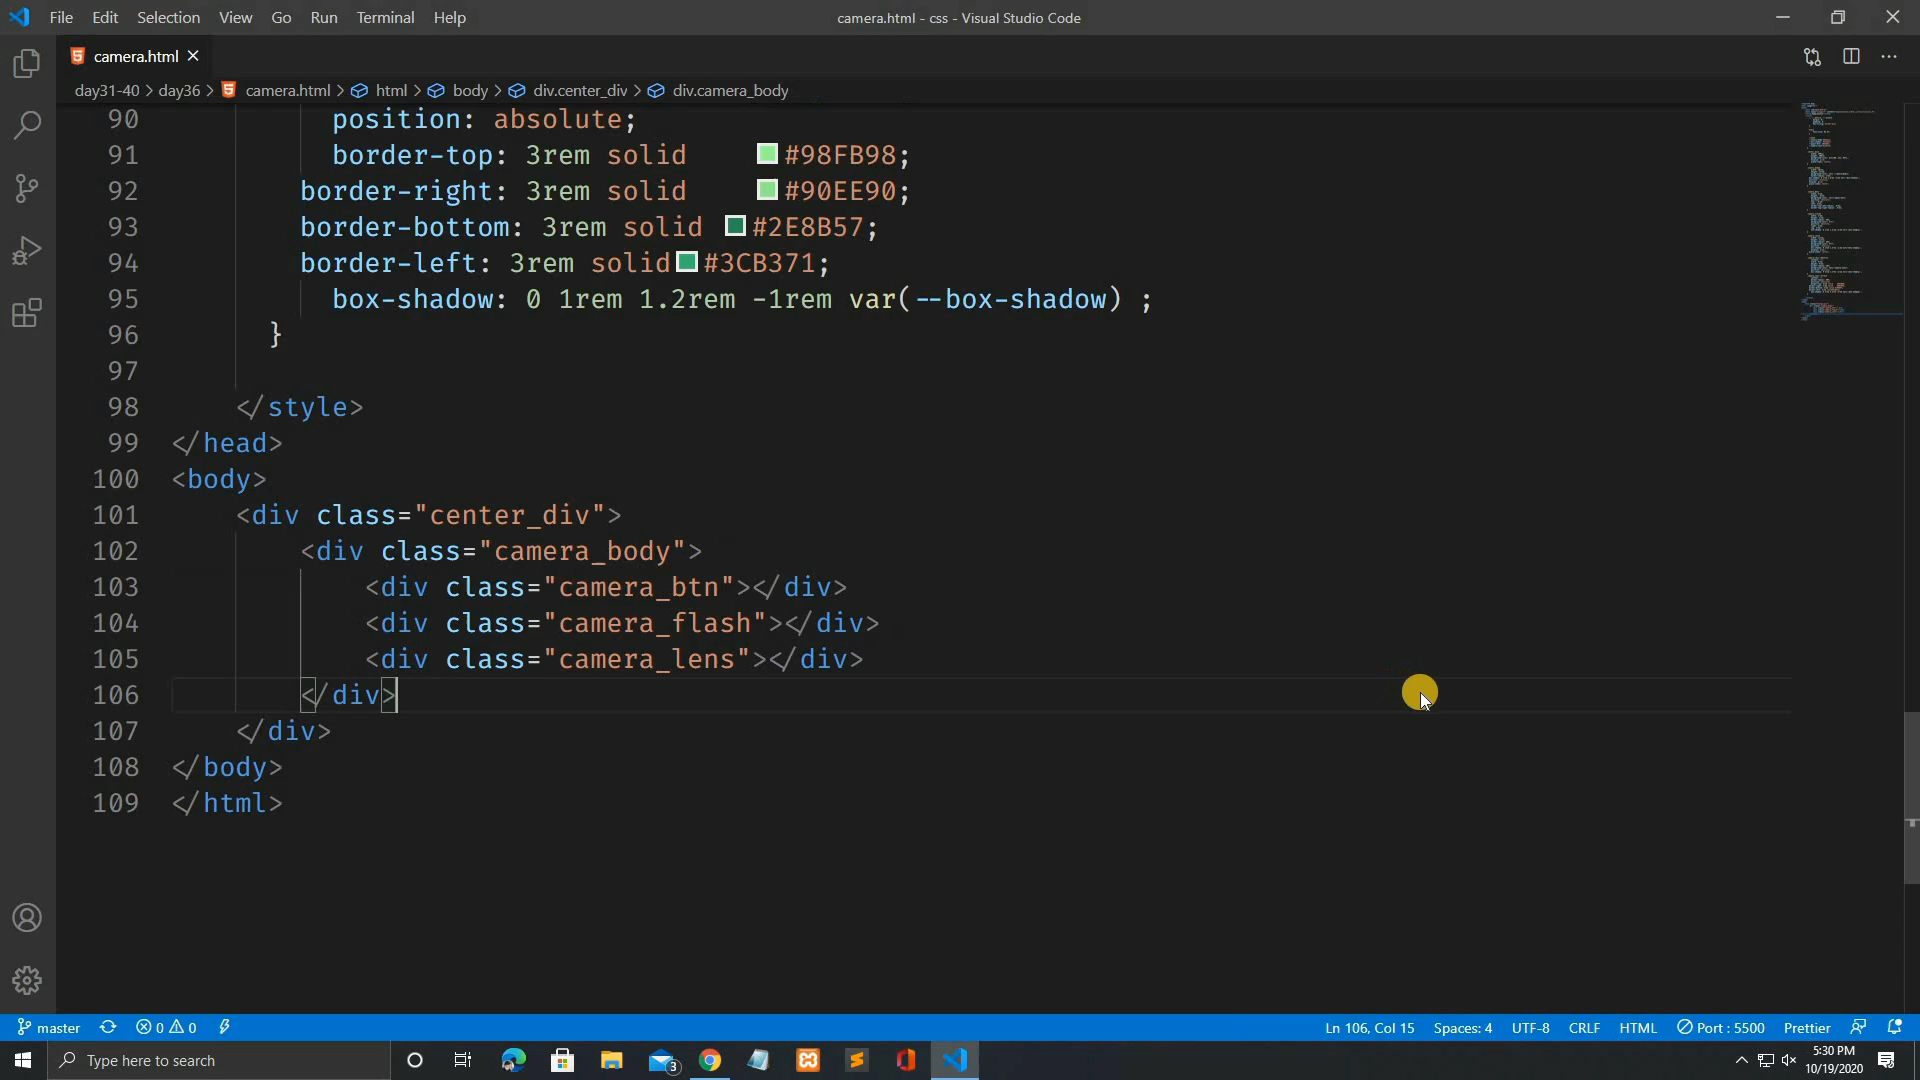 File Edit Selection View Go Run Terminal Help
camera.html - css - Visual Studio Code
camera.html
day31-40 > day36 > camera.html > html > body > div.center_div > div.camera_body
90 position: absolute;
91 border-top: 3rem solid #98FB98;
92 border-right: 3rem solid #90EE90;
93 border-bottom: 3rem solid #2E8B57;
94 border-left: 3rem solid #3CB371;
95 box-shadow: 0 1rem 1.2rem -1rem var(--box-shadow) ;
96 }
97
98 </style>
99 </head>
100 <body>
101 <div class="center_div">
102 <div class="camera_body">
103 <div class="camera_btn"></div>
104 <div class="camera_flash"></div>
105 <div class="camera_lens"></div>
106 </div>
107 </div>
108 </body>
109 </html>
master 0 0 Ln 106, Col 15 Spaces: 4 UTF-8 CRLF HTML Port : 5500 Prettier
Type here to search
3
5:30 PM
10/19/2020